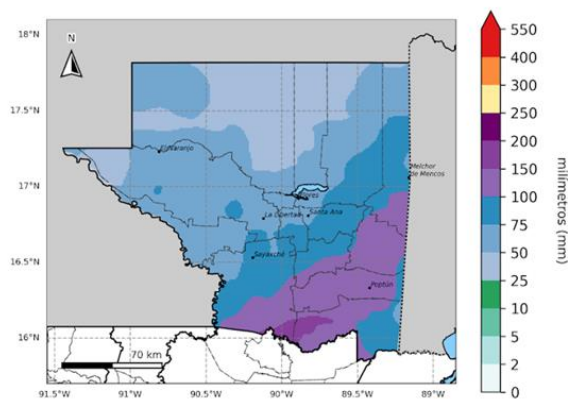 18°N
N
17.5°N
17°N
16.5°N
16°N
El Naranjo
Melchor
de Mencos
Flores
La Libertad
Santa Ana
Sayaxché
Poptún
70 km
91.5°W
91°W
90.5°W
90°W
89.5°W
89°W
550
400
300
250
200
150
100
75
50
25
10
5
2
0
milímetros (mm)